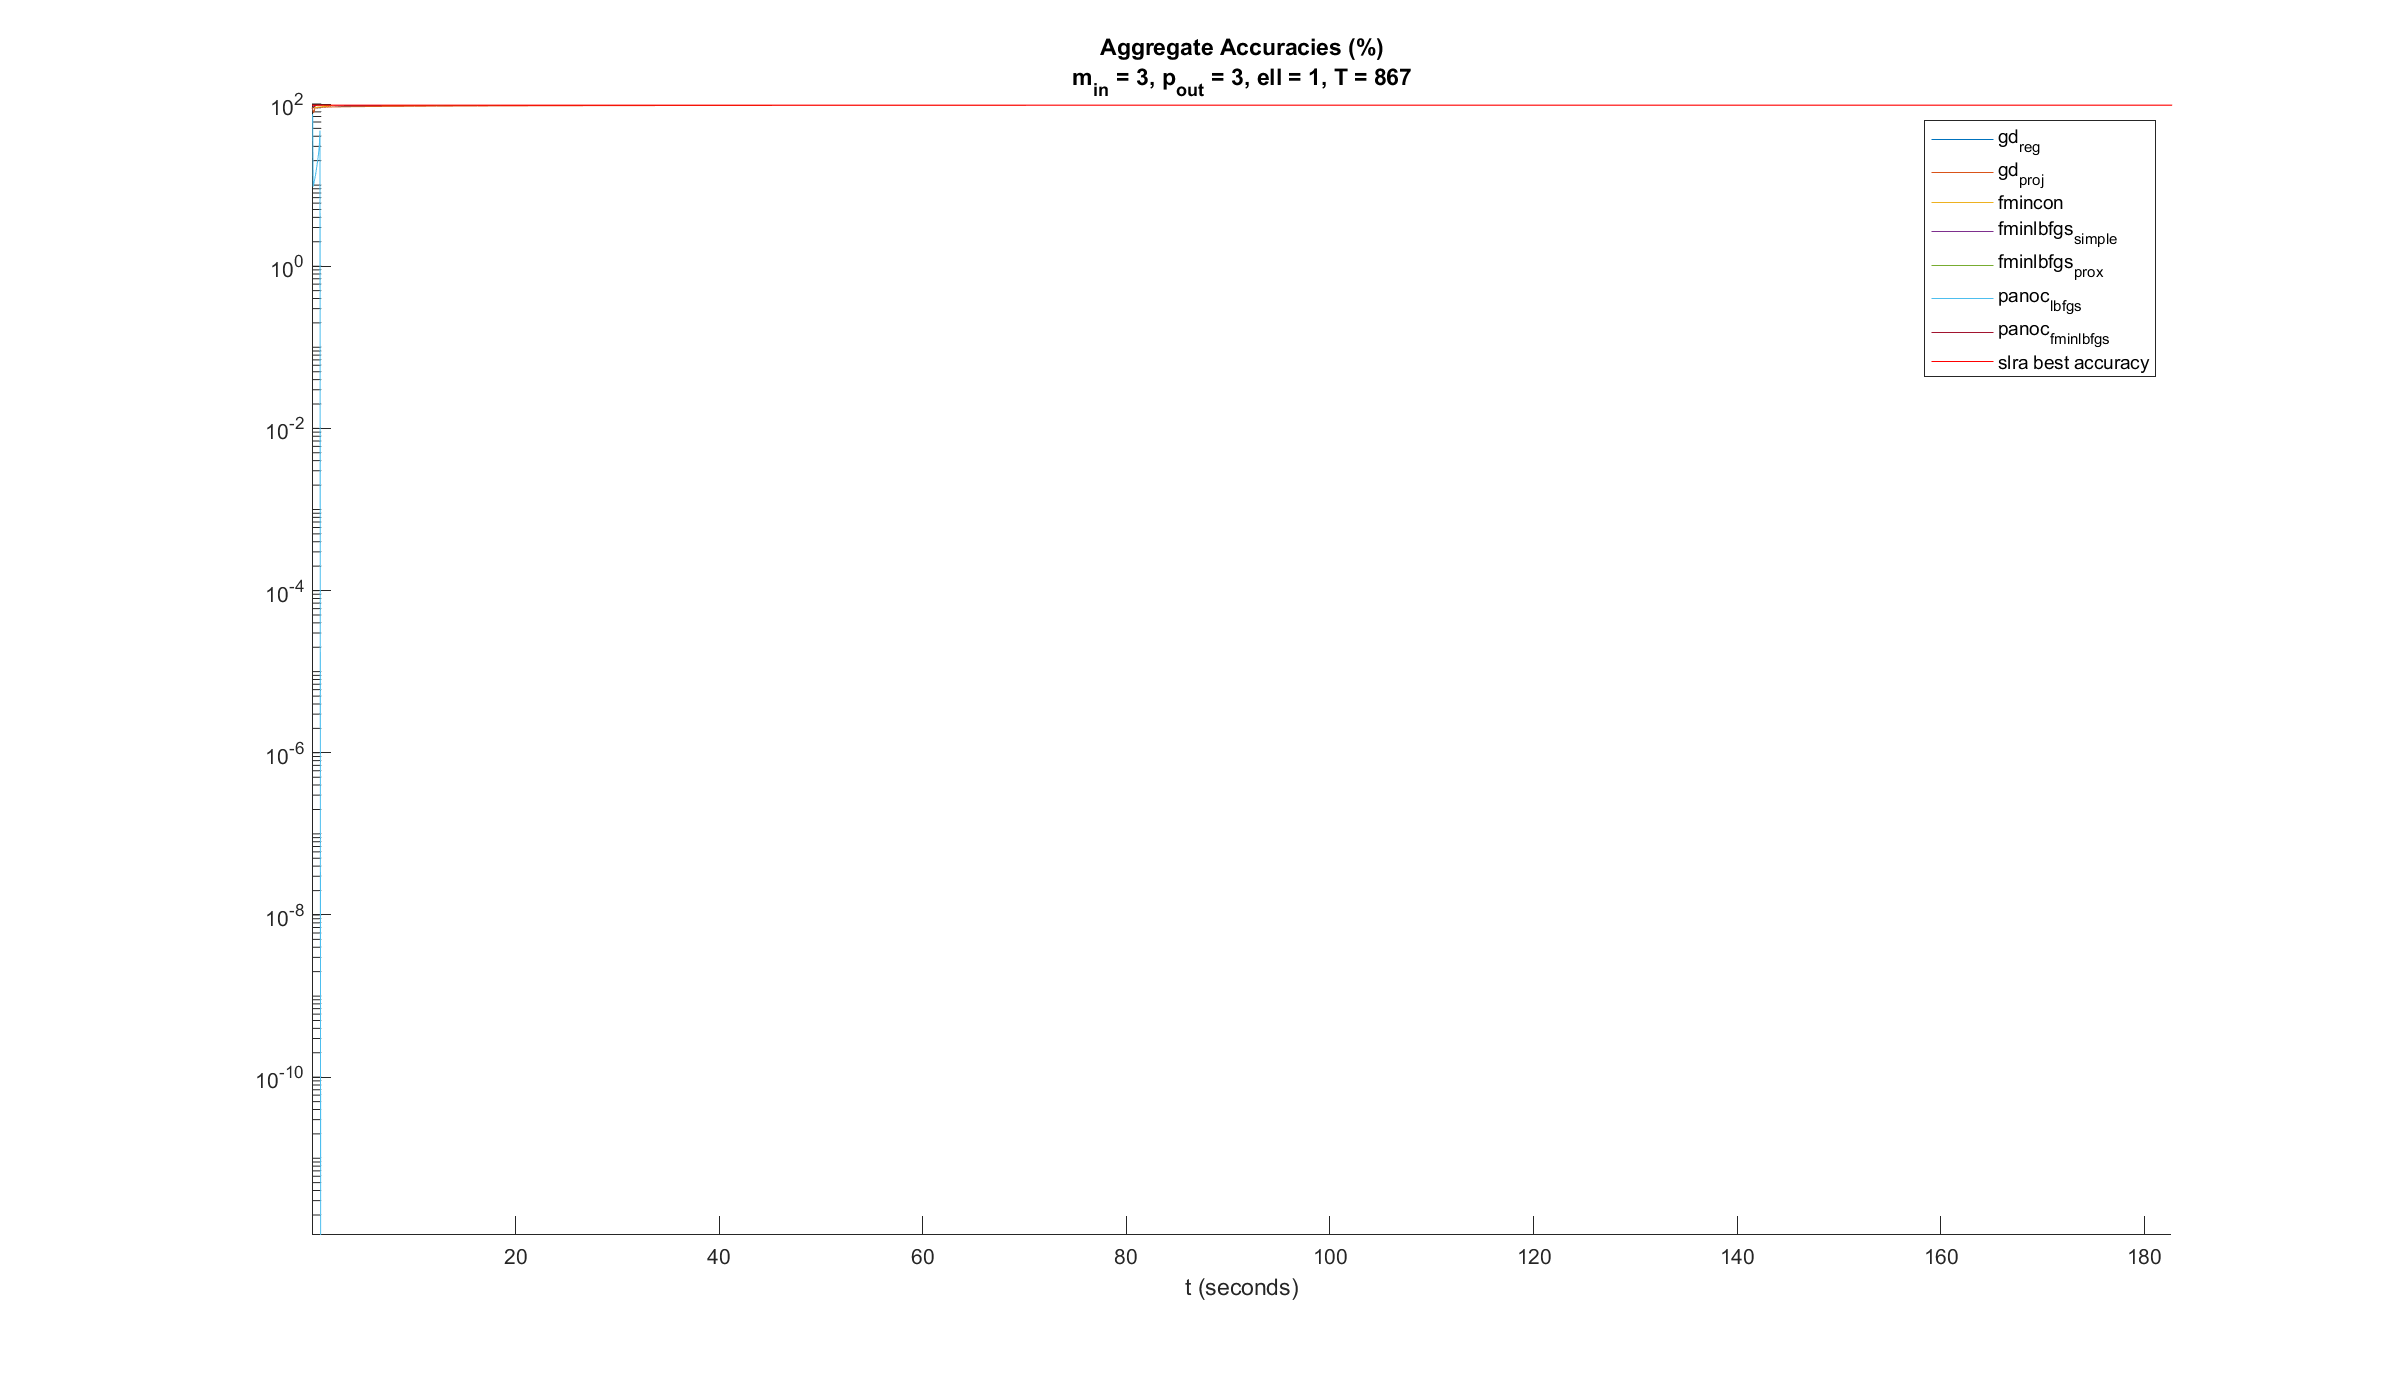 Aggregate Accuracies (%)
m_in = 3, p_out = 3, ell = 1, T = 867
10^2
10^0
10^-2
10^-4
10^-6
10^-8
10^-10
gd_reg
gd_proj
fmincon
fminlbfgs_simple
fminlbfgs_prox
panoc_lbfgs
panoc_fminlbfgs
slra best accuracy
20 40 60 80 100 120 140 160 180
t (seconds)